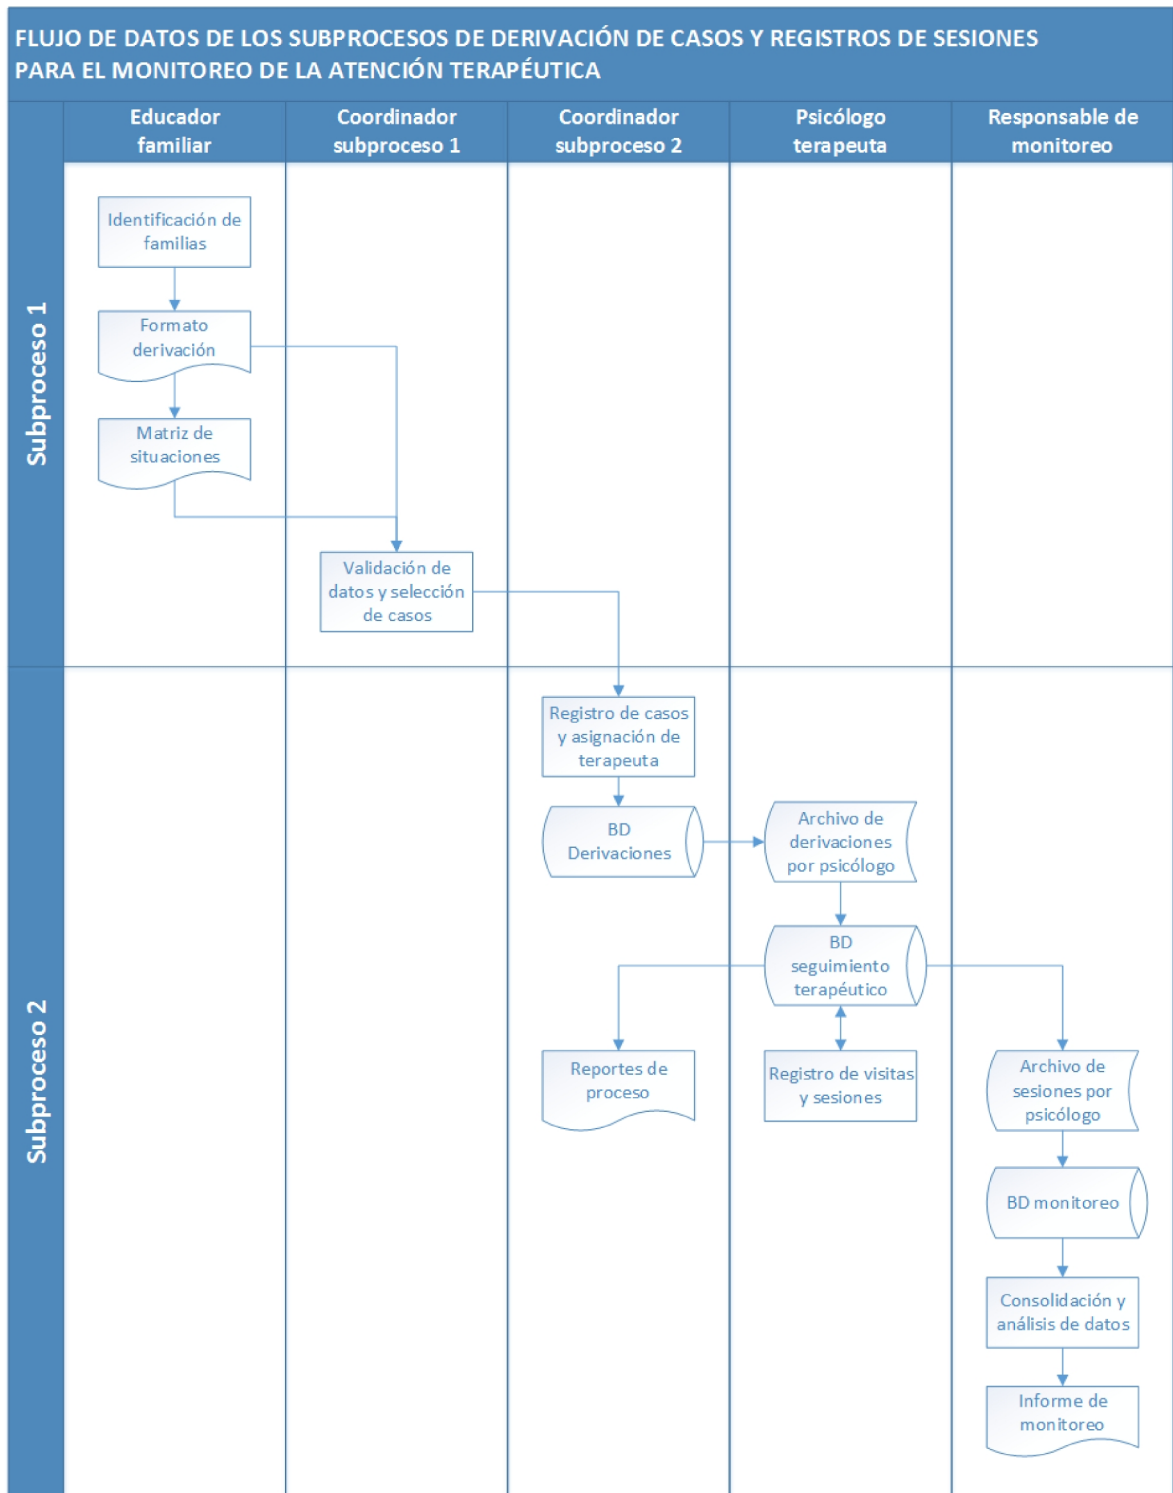 FLUJO DE DATOS DE LOS SUBPROCESOS DE DERIVACIÓN DE CASOS Y REGISTROS DE SESIONES
PARA EL MONITOREO DE LA ATENCIÓN TERAPÉUTICA
Educador
familiar
Coordinador
subproceso 1
Coordinador
subproceso 2
Psicólogo
terapeuta
Responsable de
monitoreo
Subproceso 1
Identificación de
familias
Formato
derivación
Matriz de
situaciones
Validación de
datos y selección
de casos
Subproceso 2
Registro de casos
y asignación de
terapeuta
BD
Derivaciones
Archivo de
derivaciones
por psicólogo
BD
seguimiento
terapéutico
Reportes de
proceso
Registro de visitas
y sesiones
Archivo de
sesiones por
psicólogo
BD monitoreo
Consolidación y
análisis de datos
Informe de
monitoreo